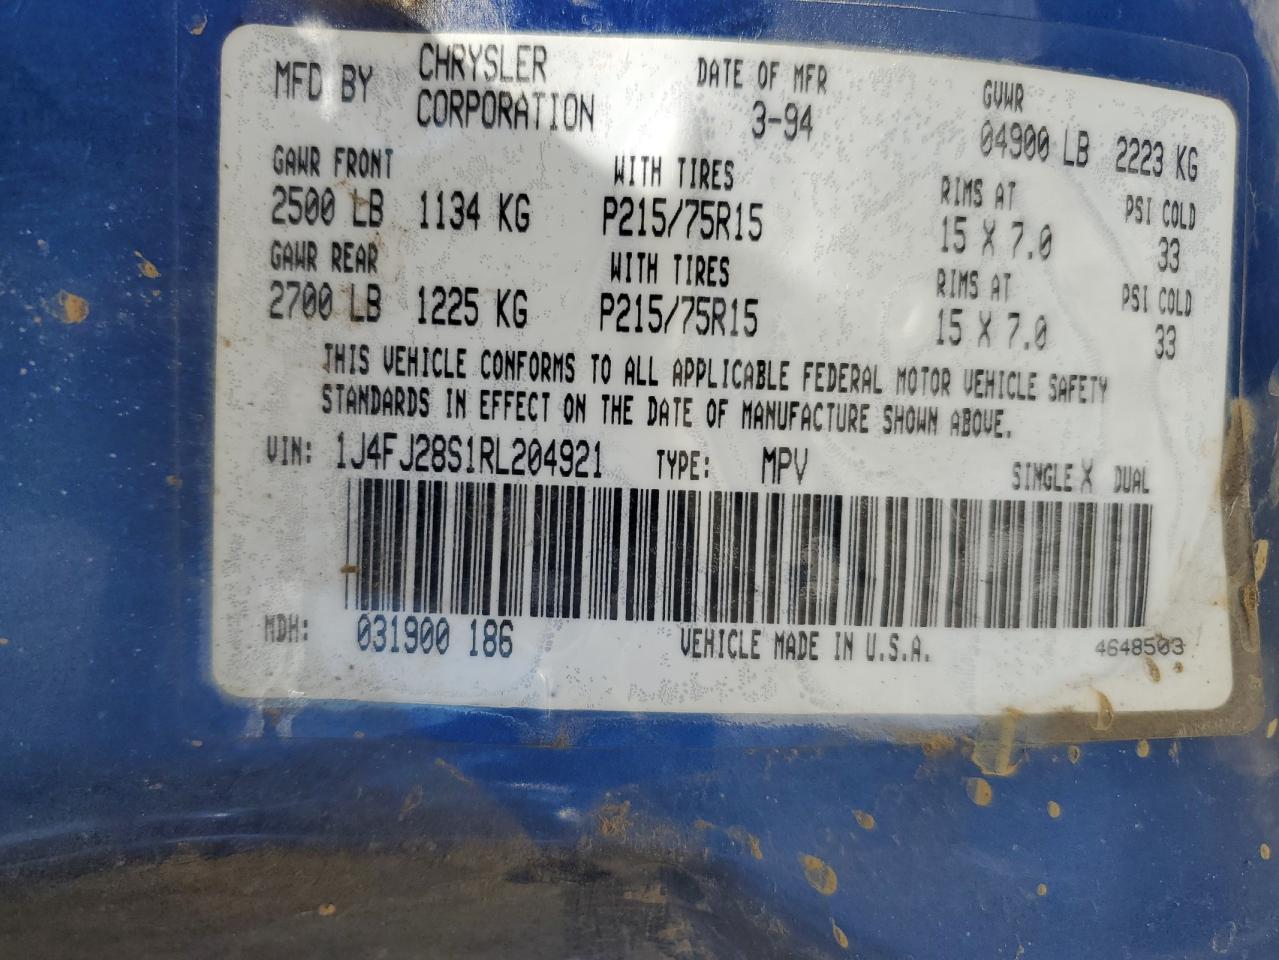 MFD BY CHRYSLER CORPORATION DATE OF MFR 3-94 GVWR 04900 LB 2223 KG
GAWR FRONT WITH TIRES RIMS AT PSI COLD
2500 LB 1134 KG P215/75R15 15 X 7.0 33
GAWR REAR WITH TIRES RIMS AT PSI COLD
2700 LB 1225 KG P215/75R15 15 X 7.0 33
THIS VEHICLE CONFORMS TO ALL APPLICABLE FEDERAL MOTOR VEHICLE SAFETY
STANDARDS IN EFFECT ON THE DATE OF MANUFACTURE SHOWN ABOVE.
VIN: 1J4FJ28S1RL204921 TYPE: MPV SINGLE X DUAL
MDH: 031900 186 VEHICLE MADE IN U.S.A. 4648503